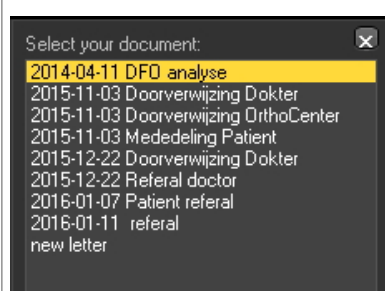 Select your document:
2014-04-11 DFO analyse
2015-11-03 Doorverwijzing Dokter
2015-11-03 Doorverwijzing OrthoCenter
2015-11-03 Mededeling Patient
2015-12-22 Doorverwijzing Dokter
2015-12-22 Referal doctor
2016-01-07 Patient referal
2016-01-11 referal
new letter